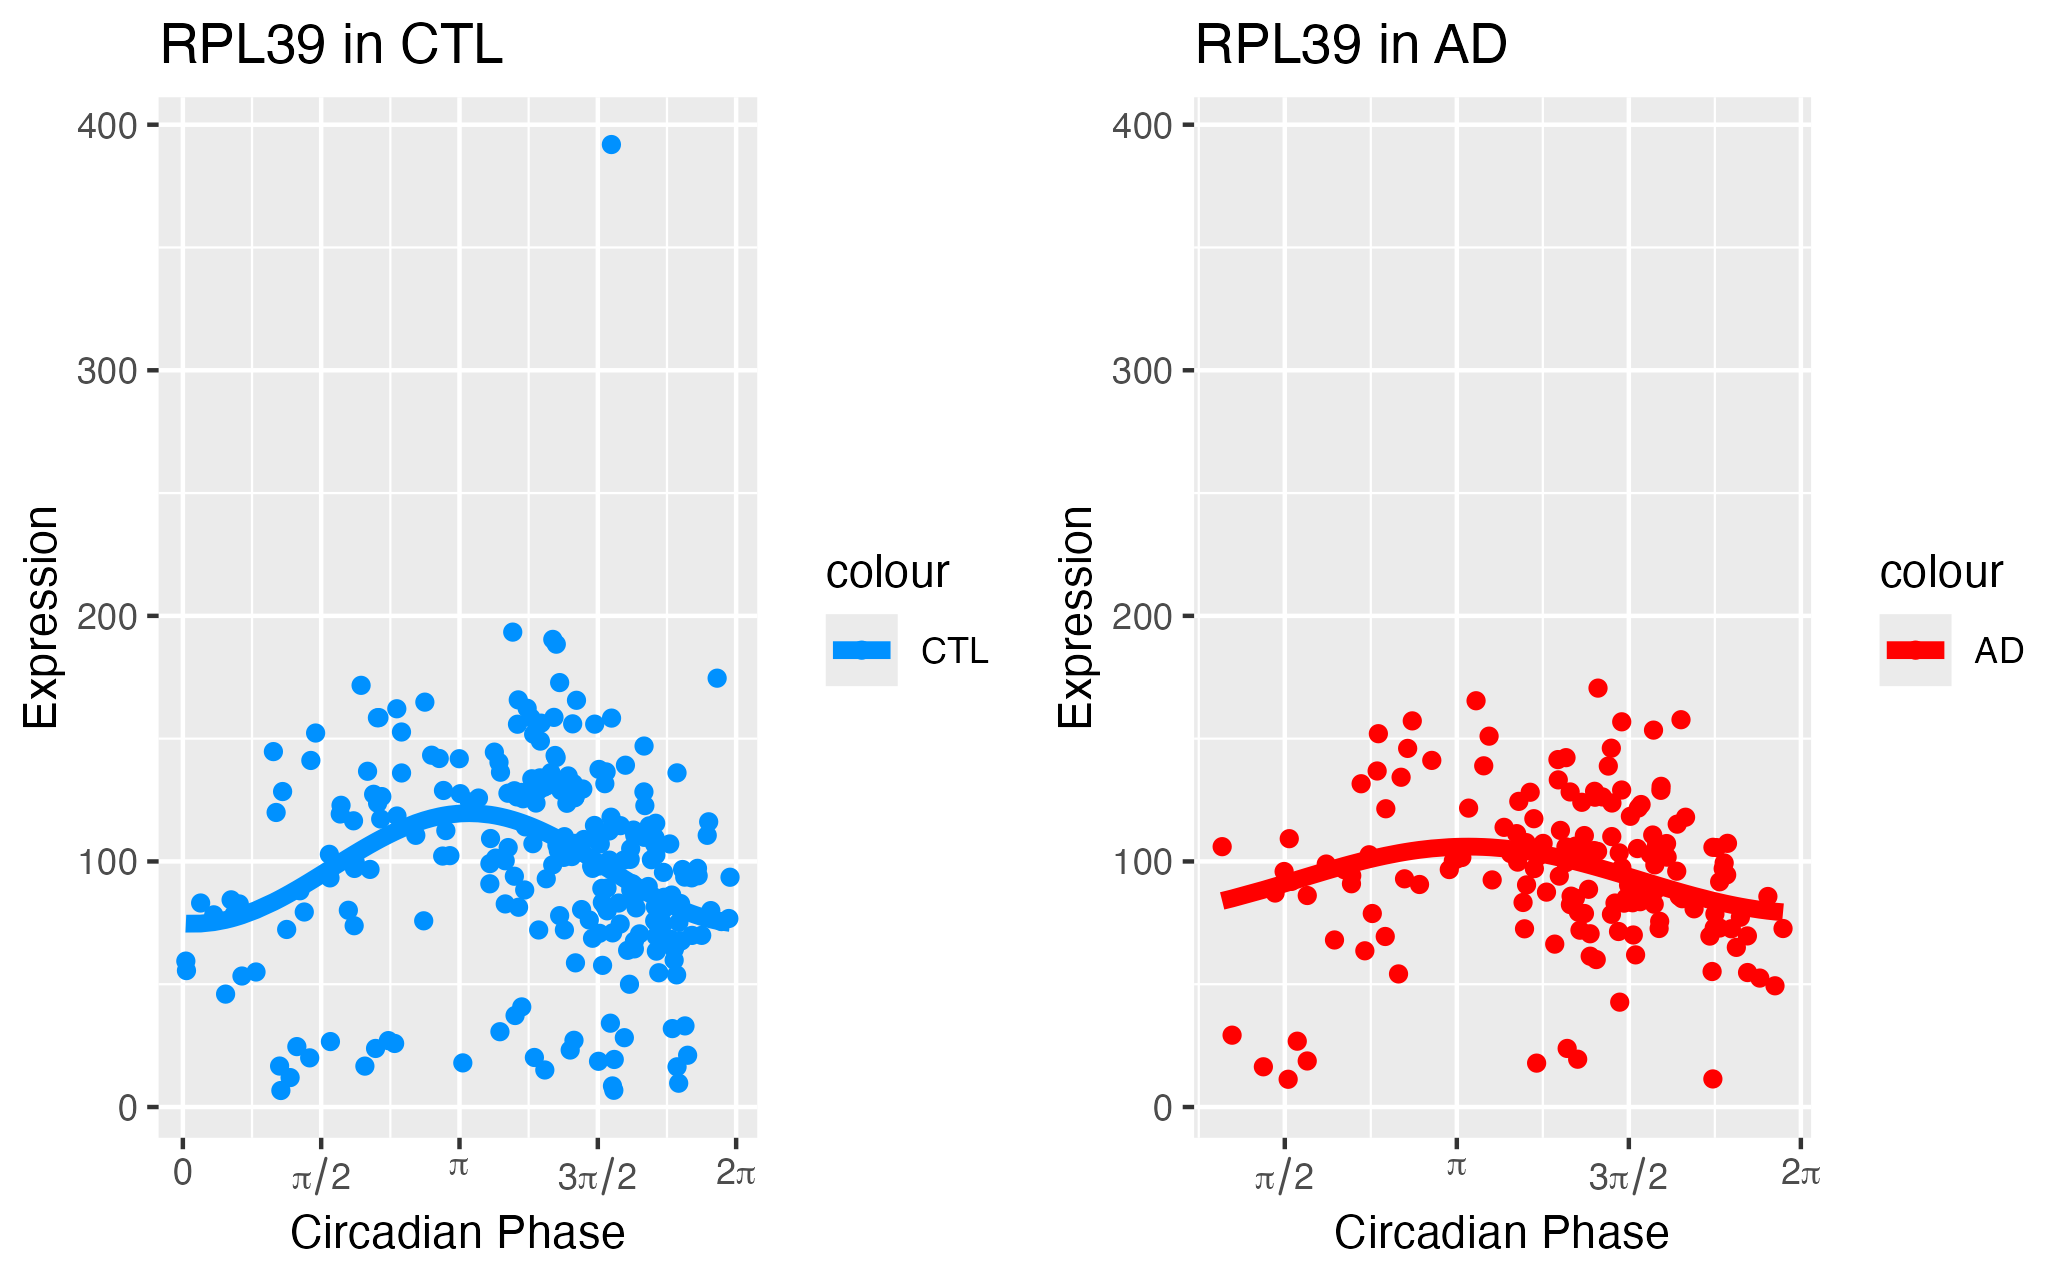 RPL39 in CTL
400
300
200
100
0
Expression
0 π/2 π 3π/2 2π
Circadian Phase
colour
CTL
RPL39 in AD
400
300
200
100
0
Expression
π/2 π 3π/2 2π
Circadian Phase
colour
AD